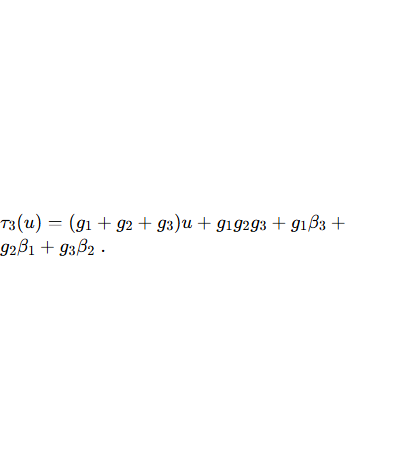 τ₃(u) = (g₁ + g₂ + g₃)u + g₁g₂g₃ + g₁β₃ +
g₂β₁ + g₃β₂ .